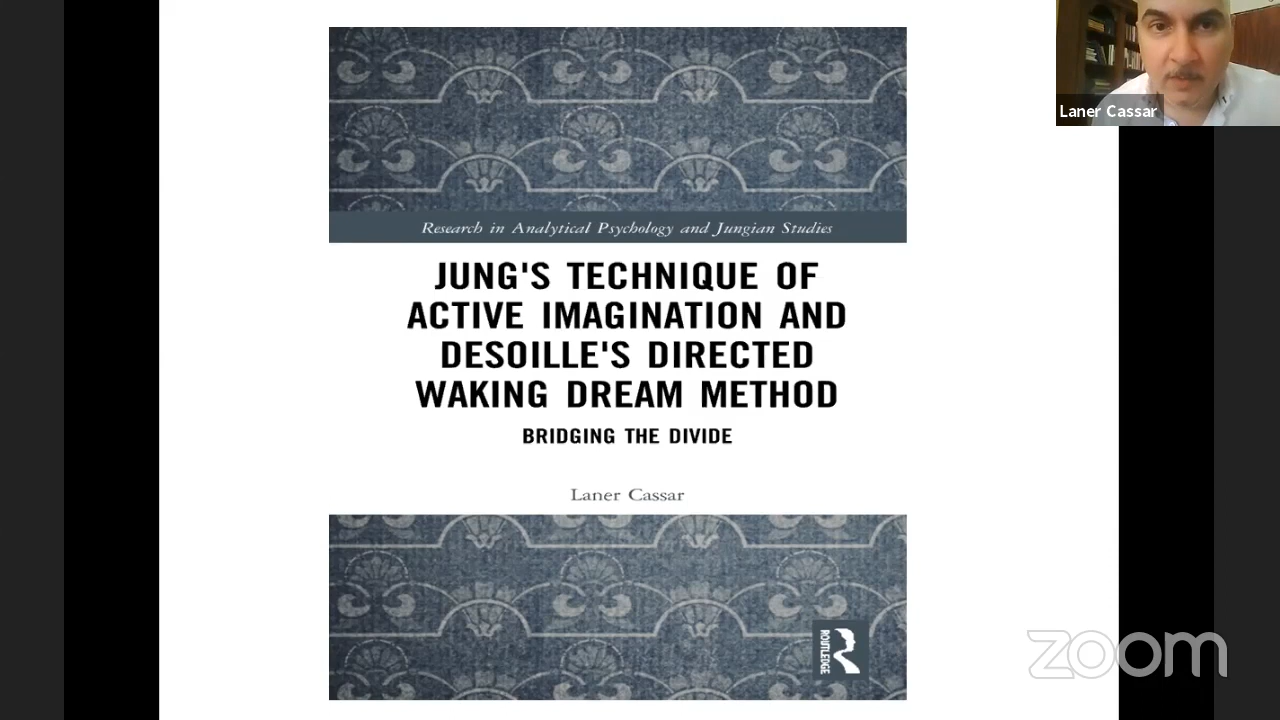 Laner Cassar
Research in Analytical Psychology and Jungian Studies
JUNG'S TECHNIQUE OF
ACTIVE IMAGINATION AND
DESOILLE'S DIRECTED
WAKING DREAM METHOD
BRIDGING THE DIVIDE
Laner Cassar
ROUTLEDGE
zoom